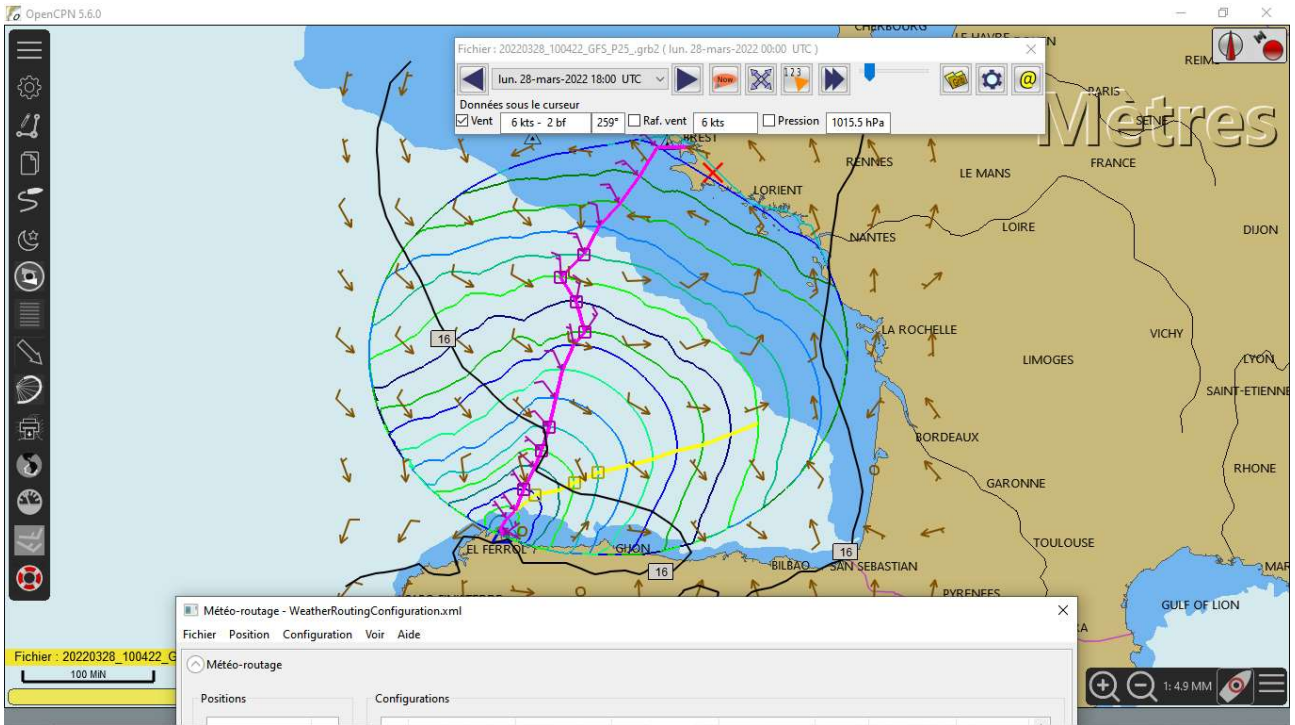 OpenCPN 5.6.0
CHERBOURG
LE HAVRE
Fichier : 20220328_100422_GFS_P25_.grb2 ( lun. 28-mars-2022 00:00 UTC )
lun. 28-mars-2022 18:00 UTC
Now
1 2 3
@
Données sous le curseur
Vent 6 kts - 2 bf 259° Raf. vent 6 kts Pression 1015.5 hPa
PARIS
Mètres
SEINE
BREST
RENNES
LE MANS
FRANCE
LORIENT
NANTES
LOIRE
DIJON
LA ROCHELLE
16
VICHY
LIMOGES
LYON
SAINT-ETIENNE
BORDEAUX
RHONE
GARONNE
TOULOUSE
EL FERROL
GIJON
16
BILBAO
16
SAN SEBASTIAN
PYRENEES
GULF OF LION
Météo-routage - WeatherRoutingConfiguration.xml
Fichier Position Configuration Voir Aide
Fichier : 20220328_100422_G
100 MiN
Météo-routage
1: 4.9 MM
Positions
Configurations